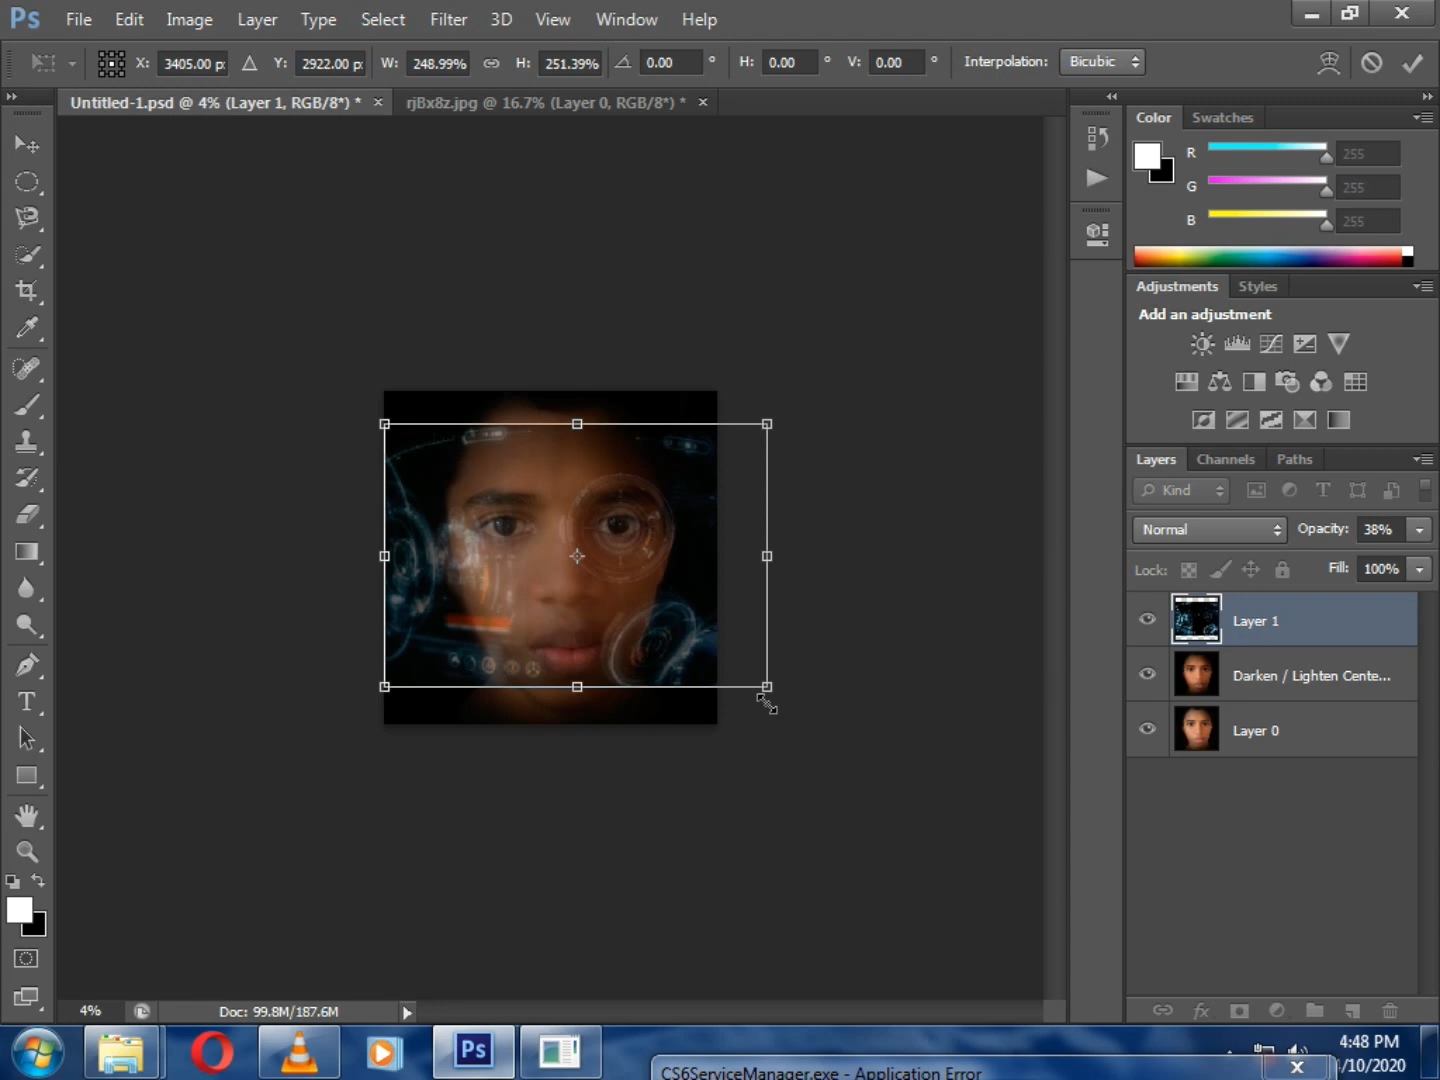 Ps File Edit Image Layer Type Select Filter 3D View Window Help
X: 3405.00 p: Y: 2922.00 p: W: 248.99% H: 251.39% 0.00 ° H: 0.00 ° V: 0.00 ° Interpolation: Bicubic
Untitled-1.psd @ 4% (Layer 1, RGB/8*) * × rjBx8z.jpg @ 16.7% (Layer 0, RGB/8*) * ×
Color Swatches
R 255
G 255
B 255
Adjustments Styles
Add an adjustment
Layers Channels Paths
Kind
Normal Opacity: 38%
Lock: Fill: 100%
Layer 1
Darken / Lighten Cente...
Layer 0
4% Doc: 99.8M/187.6M
Ps
4:48 PM
/10/2020
CS6ServiceManager.exe - Application Error